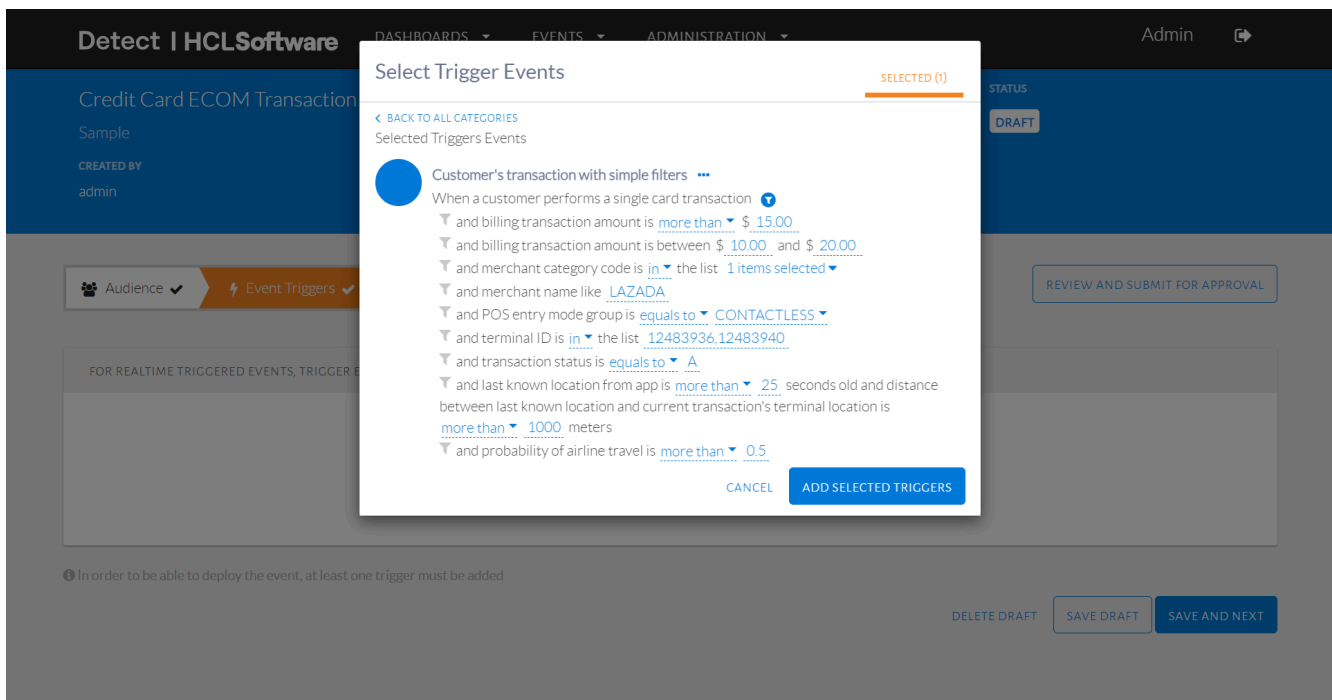 Detect | HCLSoftware
DASHBOARDS
EVENTS
ADMINISTRATION
Admin
Credit Card ECOM Transaction
Sample
CREATED BY
admin
STATUS
DRAFT
Select Trigger Events
SELECTED (1)
BACK TO ALL CATEGORIES
Selected Triggers Events
Customer's transaction with simple filters •••
When a customer performs a single card transaction
and billing transaction amount is more than $ 15.00
and billing transaction amount is between $ 10.00 and $ 20.00
and merchant category code is in the list 1 items selected
and merchant name like LAZADA
and POS entry mode group is equals to CONTACTLESS
and terminal ID is in the list 12483936,12483940
and transaction status is equals to A
and last known location from app is more than 25 seconds old and distance
between last known location and current transaction's terminal location is
more than 1000 meters
and probability of airline travel is more than 0.5
CANCEL
ADD SELECTED TRIGGERS
Audience
Event Triggers
REVIEW AND SUBMIT FOR APPROVAL
FOR REALTIME TRIGGERED EVENTS, TRIGGER E
In order to be able to deploy the event, at least one trigger must be added
DELETE DRAFT
SAVE DRAFT
SAVE AND NEXT